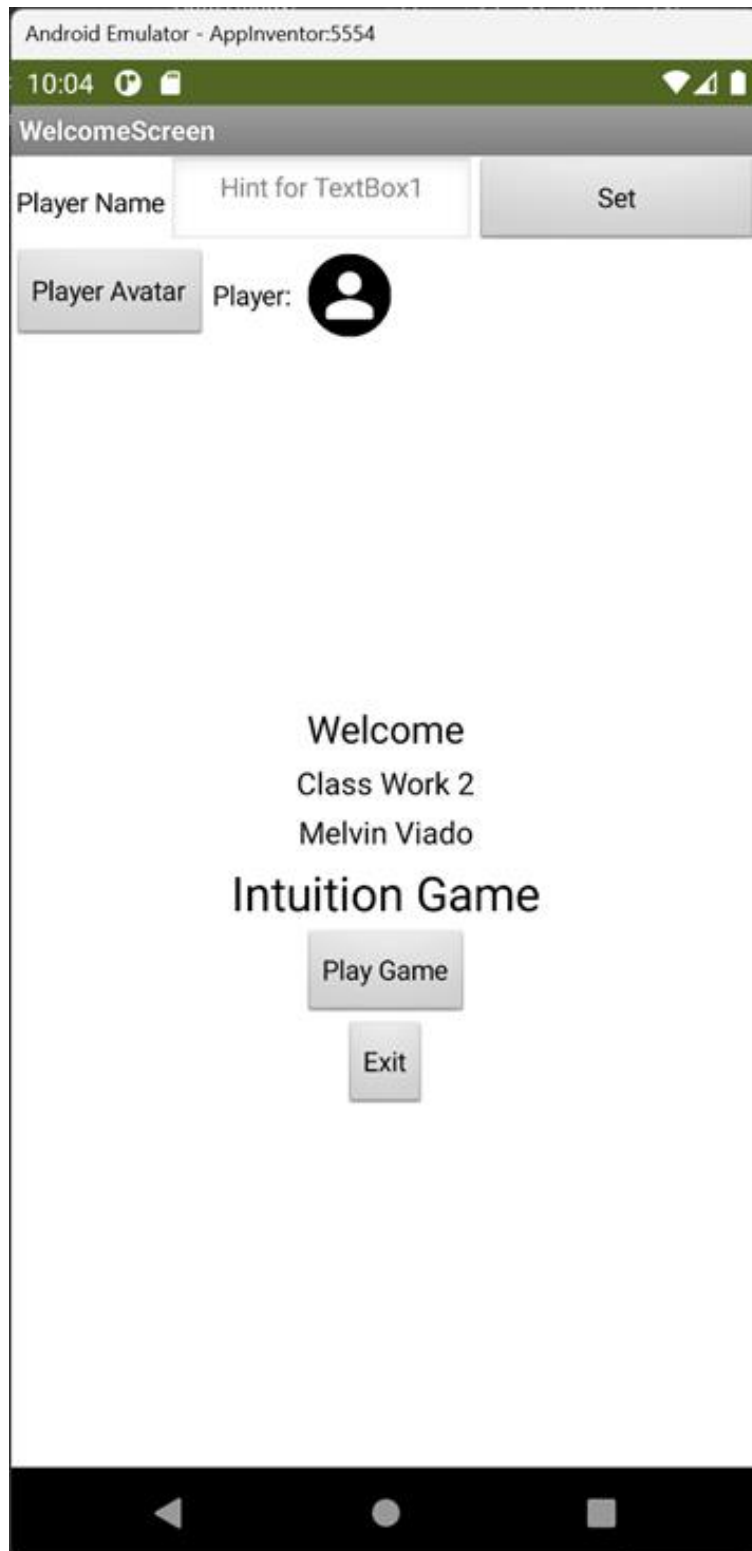 Android Emulator - AppInventor:5554
10:04
WelcomeScreen
Player Name Hint for TextBox1 Set
Player Avatar Player:
Welcome
Class Work 2
Melvin Viado
Intuition Game
Play Game
Exit